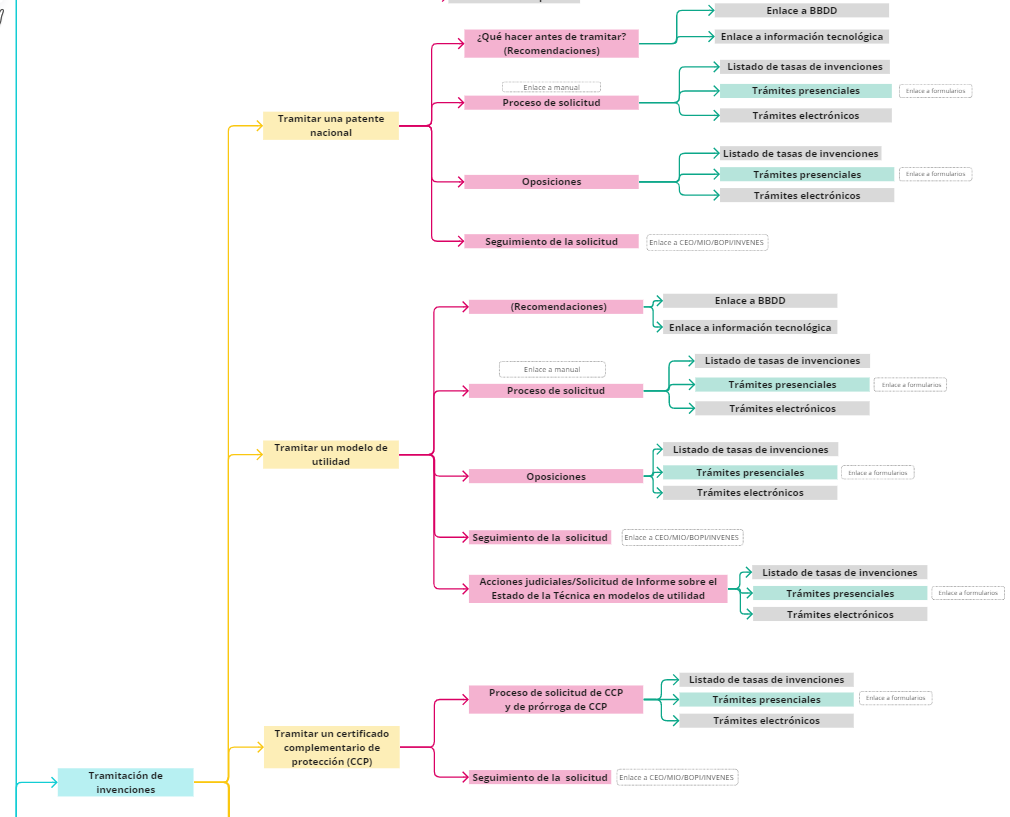 Enlace a BBDD
¿Qué hacer antes de tramitar?
(Recomendaciones)
Enlace a información tecnológica
Listado de tasas de invenciones
Enlace a manual
Trámites presenciales
Enlace a formularios
Proceso de solicitud
Trámites electrónicos
Tramitar una patente
nacional
Listado de tasas de invenciones
Trámites presenciales
Enlace a formularios
Oposiciones
Trámites electrónicos
Seguimiento de la solicitud
Enlace a CEO/MIO/BOPI/INVENES
(Recomendaciones)
Enlace a BBDD
Enlace a información tecnológica
Listado de tasas de invenciones
Enlace a manual
Trámites presenciales
Enlace a formularios
Proceso de solicitud
Trámites electrónicos
Tramitar un modelo de
utilidad
Listado de tasas de invenciones
Trámites presenciales
Enlace a formularios
Oposiciones
Trámites electrónicos
Seguimiento de la solicitud
Enlace a CEO/MIO/BOPI/INVENES
Listado de tasas de invenciones
Acciones judiciales/Solicitud de Informe sobre el
Estado de la Técnica en modelos de utilidad
Trámites presenciales
Enlace a formularios
Trámites electrónicos
Listado de tasas de invenciones
Proceso de solicitud de CCP
y de prórroga de CCP
Trámites presenciales
Enlace a formularios
Trámites electrónicos
Tramitar un certificado
complementario de
protección (CCP)
Seguimiento de la solicitud
Enlace a CEO/MIO/BOPI/INVENES
Tramitación de
invenciones